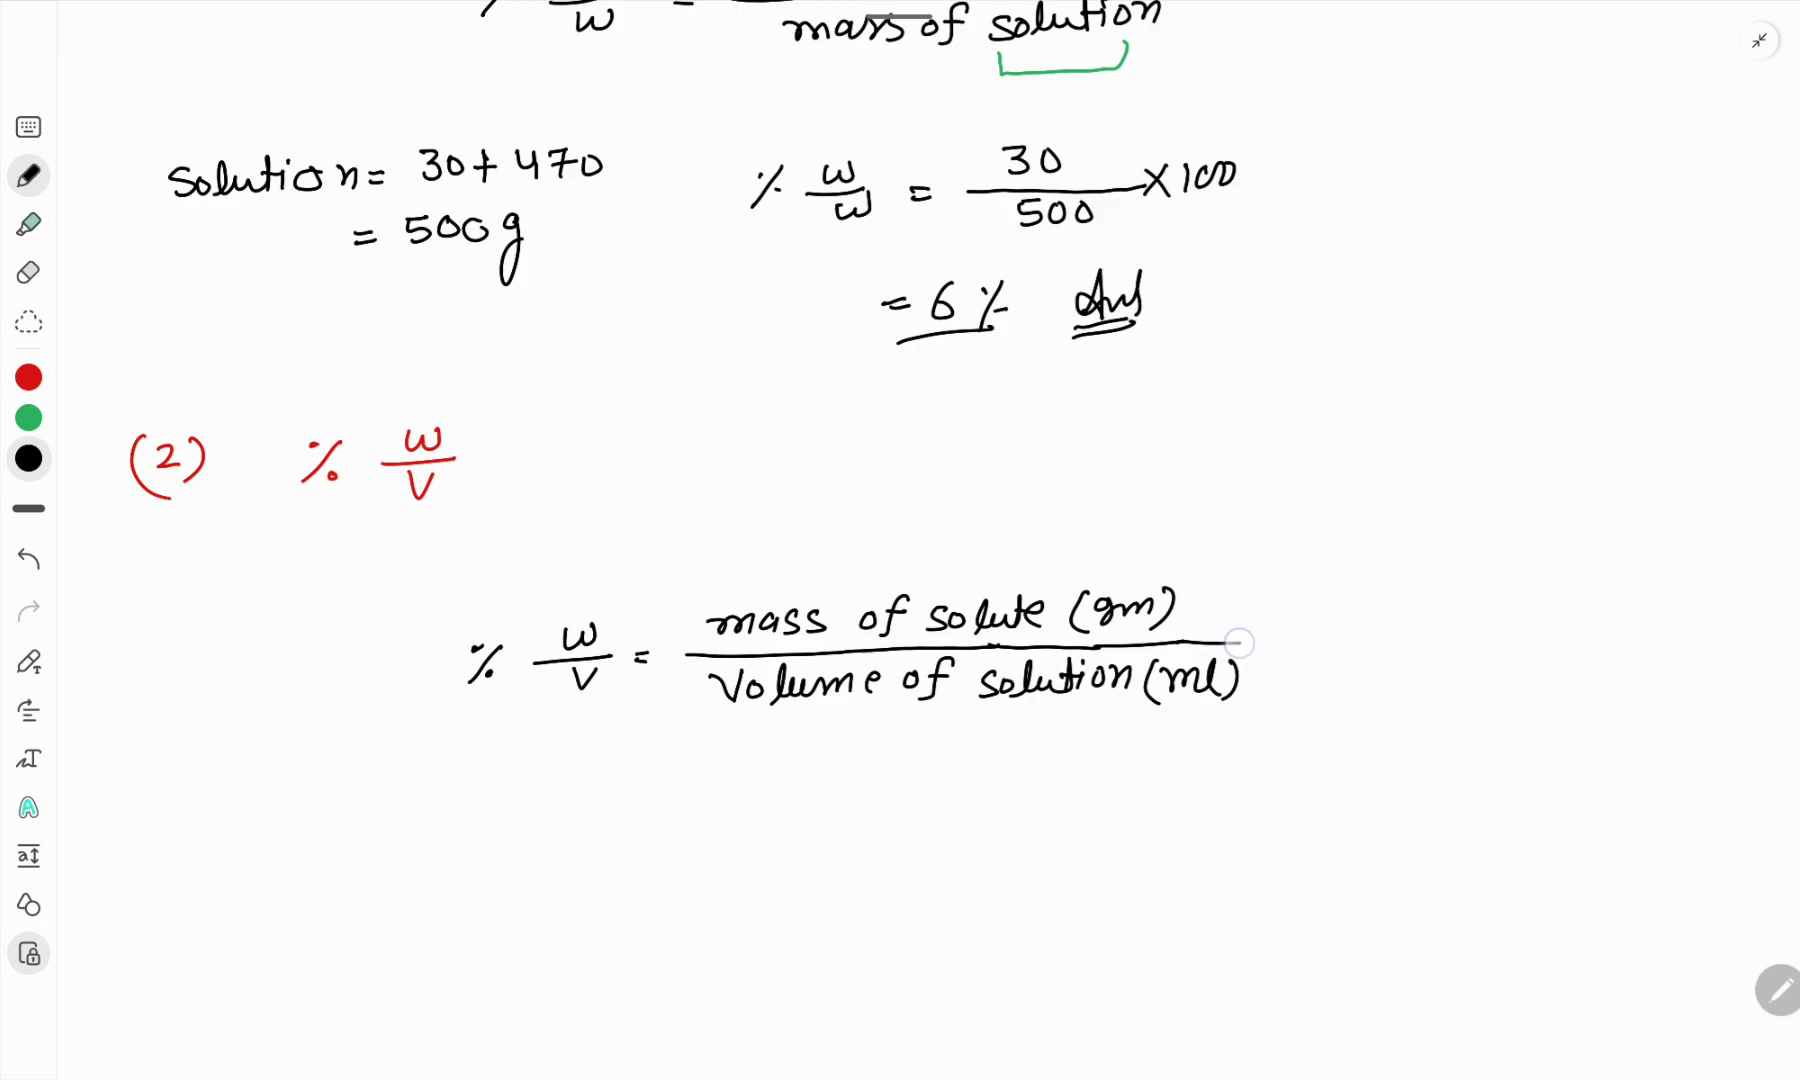 % w/w =
mass of solution
Solution = 30 + 470
= 500 g
% w/w = 30/500 × 100
= 6 % Ans
(2) % w/v
% w/v = mass of solute (gm) / Volume of solution (ml)